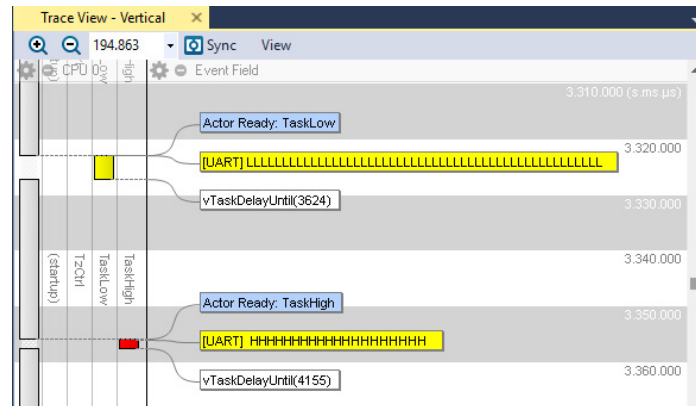 Trace View - Vertical
194.863 Sync View
CPU 0 Event Field
3.310.000 (s.ms.µs)
Actor Ready: TaskLow
3.320.000
[UART] LLLLLLLLLLLLLLLLLLLLLLLLLLLLLLLLLLLLLLLLLLLLLLLLLL
vTaskDelayUntil(3624)
3.330.000
3.340.000
(startup)
TzCtrl
TaskLow
TaskHigh
Actor Ready: TaskHigh
3.350.000
[UART] HHHHHHHHHHHHHHHHHHHH
3.360.000
vTaskDelayUntil(4155)